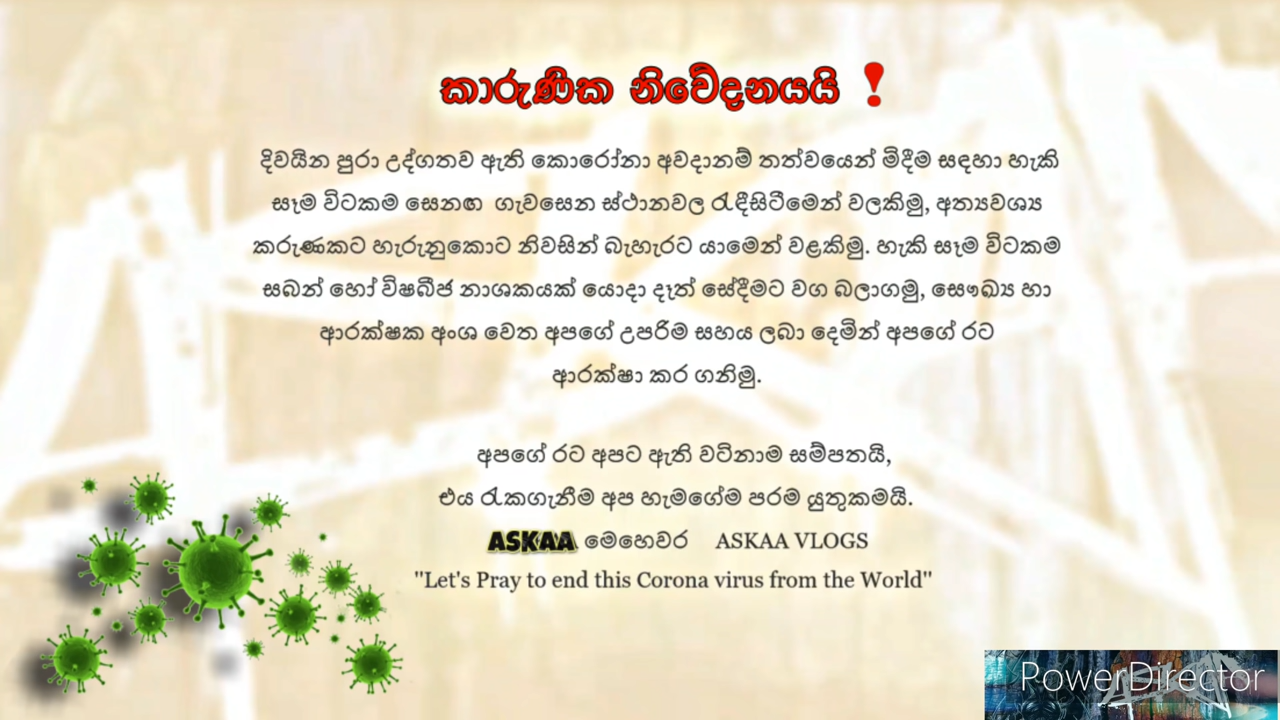 කාරුණික නිවේදනයයි !
දිවයින පුරා උද්ගතව ඇති කොරෝනා අවදානම් තත්වයෙන් මිදීම සඳහා හැකි
සෑම විටකම සෙනඟ ගැවසෙන ස්ථානවල රැඳීසිටීමෙන් වලකිමු, අත්‍යවශ්‍ය
කරුණකට හැරුනුකොට නිවසින් බැහැරට යාමෙන් වළකිමු. හැකි සෑම විටකම
සබන් හෝ විෂබීජ නාශකයක් යොදා දෑත් සේදීමට වග බලාගමු, සෞඛ්‍ය හා
ආරක්ෂක අංශ වෙත අපගේ උපරිම සහය ලබා දෙමින් අපගේ රට
ආරක්ෂා කර ගනිමු.
අපගේ රට අපට ඇති වටිනාම සම්පතයි,
එය රැකගැනීම අප හැමගේම පරම යුතුකමයි.
ASKAA මෙහෙවර ASKAA VLOGS
"Let's Pray to end this Corona virus from the World"
PowerDirector